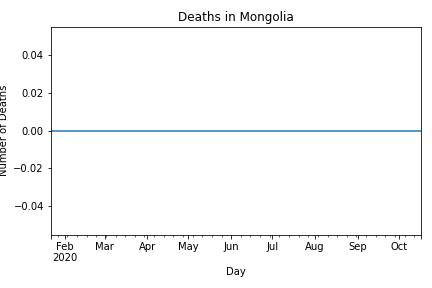 Deaths in Mongolia
0.04
0.02
0.00
−0.02
−0.04
Number of Deaths
Feb Mar Apr May Jun Jul Aug Sep Oct
2020
Day